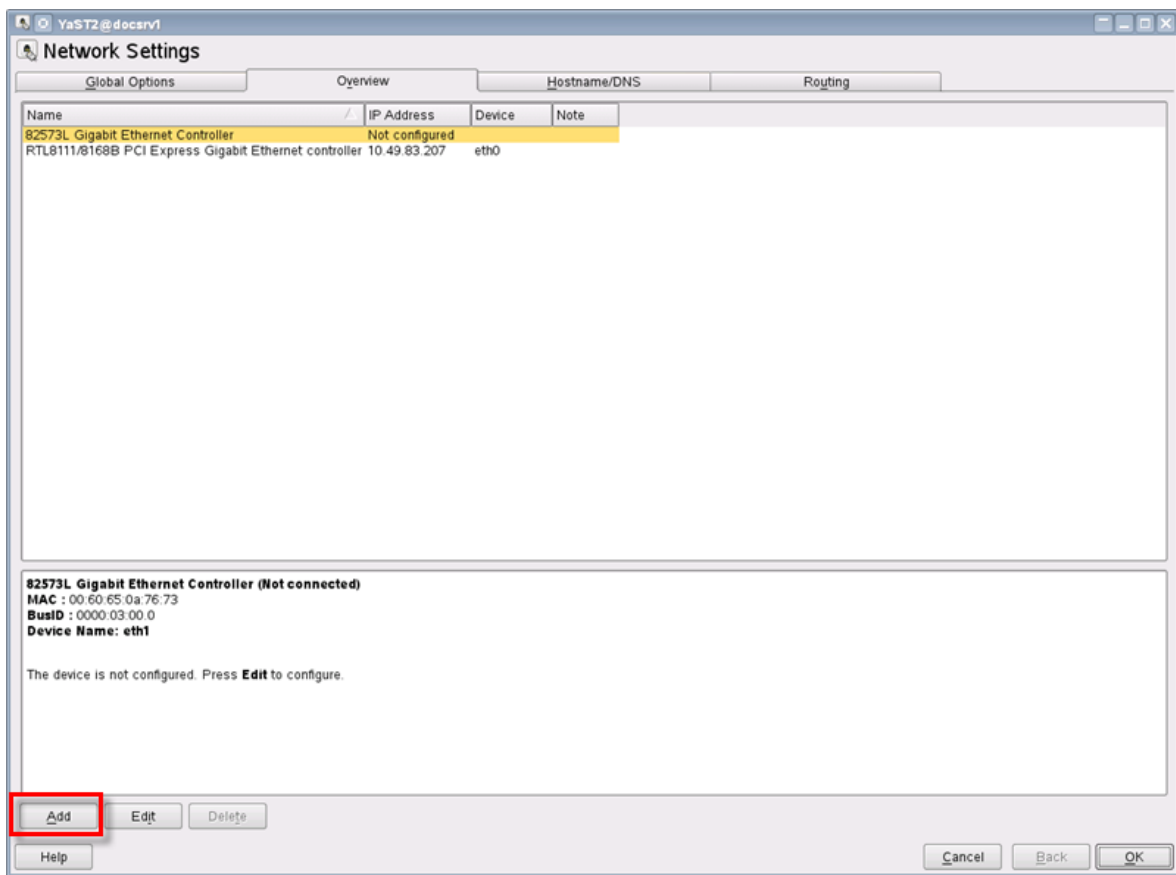 YaST2@docsrv1
Network Settings
Global Options Overview Hostname/DNS Routing
Name IP Address Device Note
82573L Gigabit Ethernet Controller Not configured
RTL8111/8168B PCI Express Gigabit Ethernet controller 10.49.83.207 eth0
82573L Gigabit Ethernet Controller (Not connected)
MAC : 00:60:65:0a:76:73
BusID : 0000:03:00.0
Device Name: eth1
The device is not configured. Press Edit to configure.
Add Edit Delete
Help Cancel Back OK